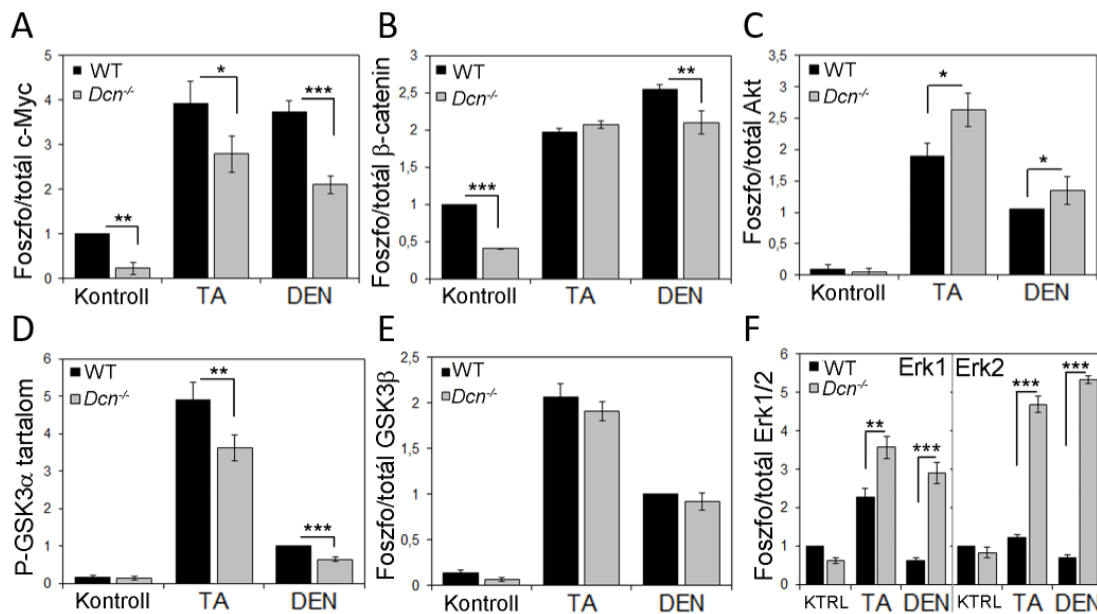 A
Foszfo/totál c-Myc
5
4
3
2
1
0
WT
Dcn-/-
**
*
***
Kontroll TA DEN
B
Foszfo/totál β-catenin
3
2,5
2
1,5
1
0,5
0
WT
Dcn-/-
***
**
Kontroll TA DEN
C
Foszfo/totál Akt
3,5
3
2,5
2
1,5
1
0,5
0
WT
Dcn-/-
*
*
Kontroll TA DEN
D
P-GSK3α tartalom
6
5
4
3
2
1
0
WT
Dcn-/-
**
***
Kontroll TA DEN
E
Foszfo/totál GSK3β
2,5
2
1,5
1
0,5
0
WT
Dcn-/-
Kontroll TA DEN
F
Foszfo/totál Erk1/2
6
5
4
3
2
1
0
WT
Dcn-/-
Erk1 Erk2
**
***
***
***
KTRL TA DEN KTRL TA DEN